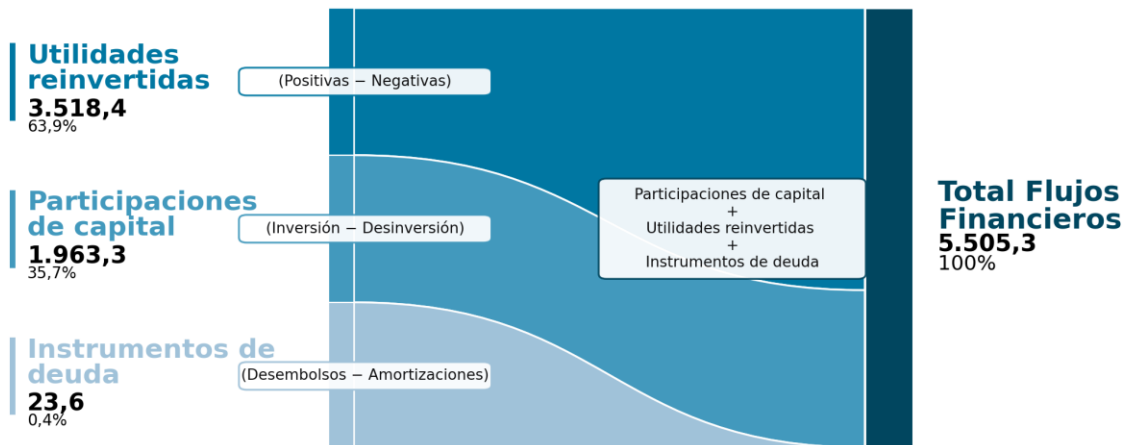 Utilidades
reinvertidas
3.518,4
63,9%
(Positivas − Negativas)
Participaciones
de capital
1.963,3
35,7%
(Inversión − Desinversión)
Instrumentos de
deuda
23,6
0,4%
(Desembolsos − Amortizaciones)
Participaciones de capital
+
Utilidades reinvertidas
+
Instrumentos de deuda
Total Flujos
Financieros
5.505,3
100%